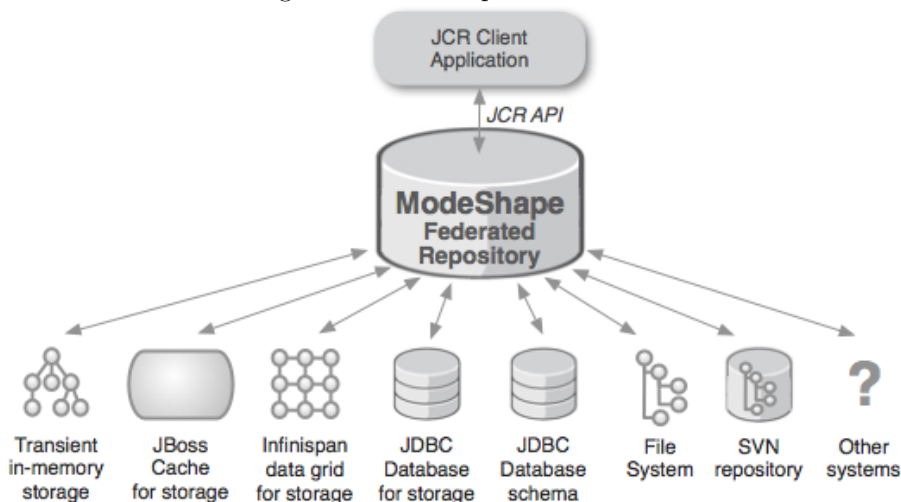 JCR Client
Application
JCR API
ModeShape
Federated
Repository
?
Transient
in-memory
storage
JBoss
Cache
for storage
Infinispan
data grid
for storage
JDBC
Database
for storage
JDBC
Database
schema
File
System
SVN
repository
Other
systems